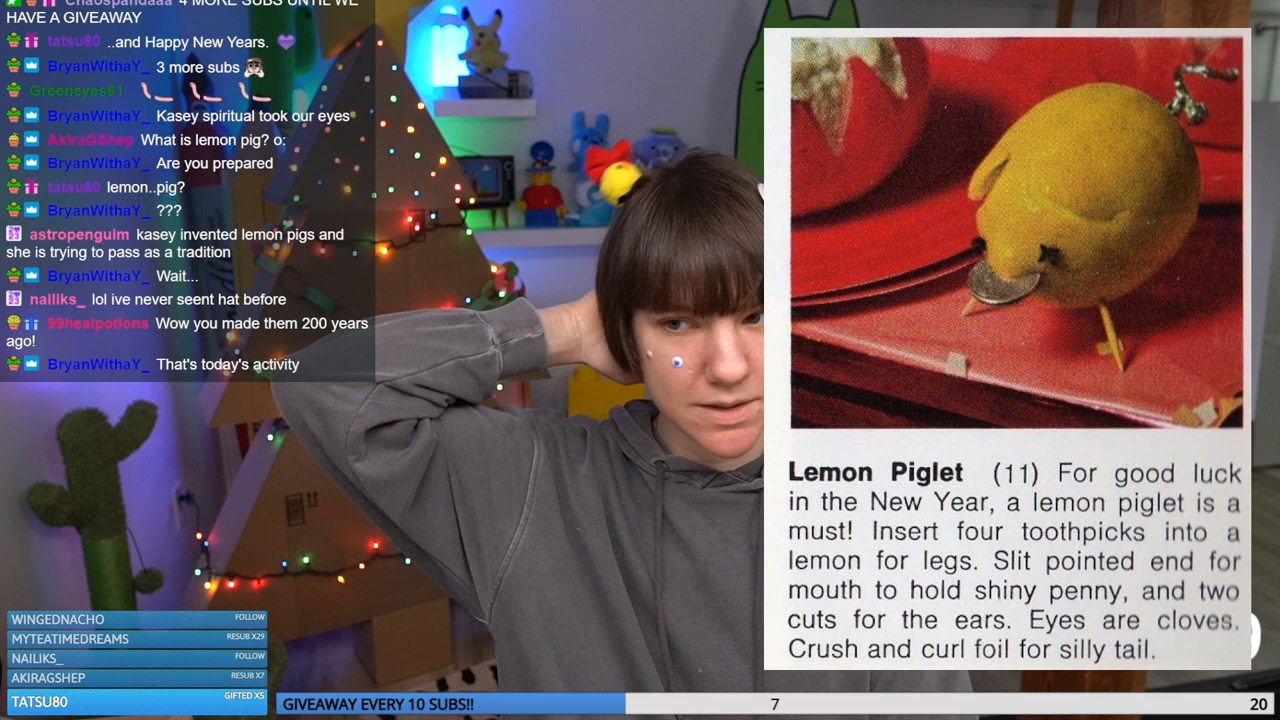 Chaospandaaa 4 MORE SUBS UNTIL WE
HAVE A GIVEAWAY
tatsu80 ..and Happy New Years.
BryanWithaY_ 3 more subs
Greeneyes61
BryanWithaY_ Kasey spiritual took our eyes
AkiraGShep What is lemon pig? o:
BryanWithaY_ Are you prepared
tatsu80 lemon..pig?
BryanWithaY_ ???
astropenguim kasey invented lemon pigs and
she is trying to pass as a tradition
BryanWithaY_ Wait...
nailiks_ lol ive never seent hat before
99healpotions Wow you made them 200 years
ago!
BryanWithaY_ That's today's activity
Lemon Piglet (11) For good luck
in the New Year, a lemon piglet is a
must! Insert four toothpicks into a
lemon for legs. Slit pointed end for
mouth to hold shiny penny, and two
cuts for the ears. Eyes are cloves.
Crush and curl foil for silly tail.
WINGEDNACHO FOLLOW
MYTEATIMEDREAMS RESUB X29
NAILIKS_ FOLLOW
AKIRAGSHEP RESUB X7
TATSU80 GIFTED X5
GIVEAWAY EVERY 10 SUBS!! 7 20